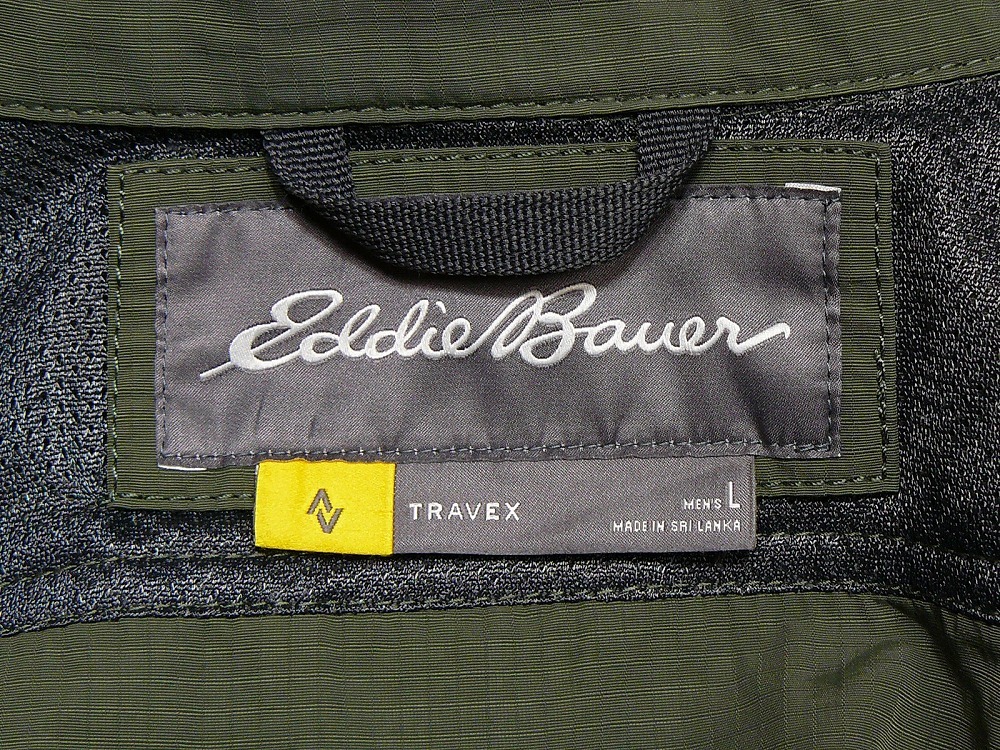 Eddie Bauer
TRAVEX
MEN'S L
MADE IN SRI LANKA